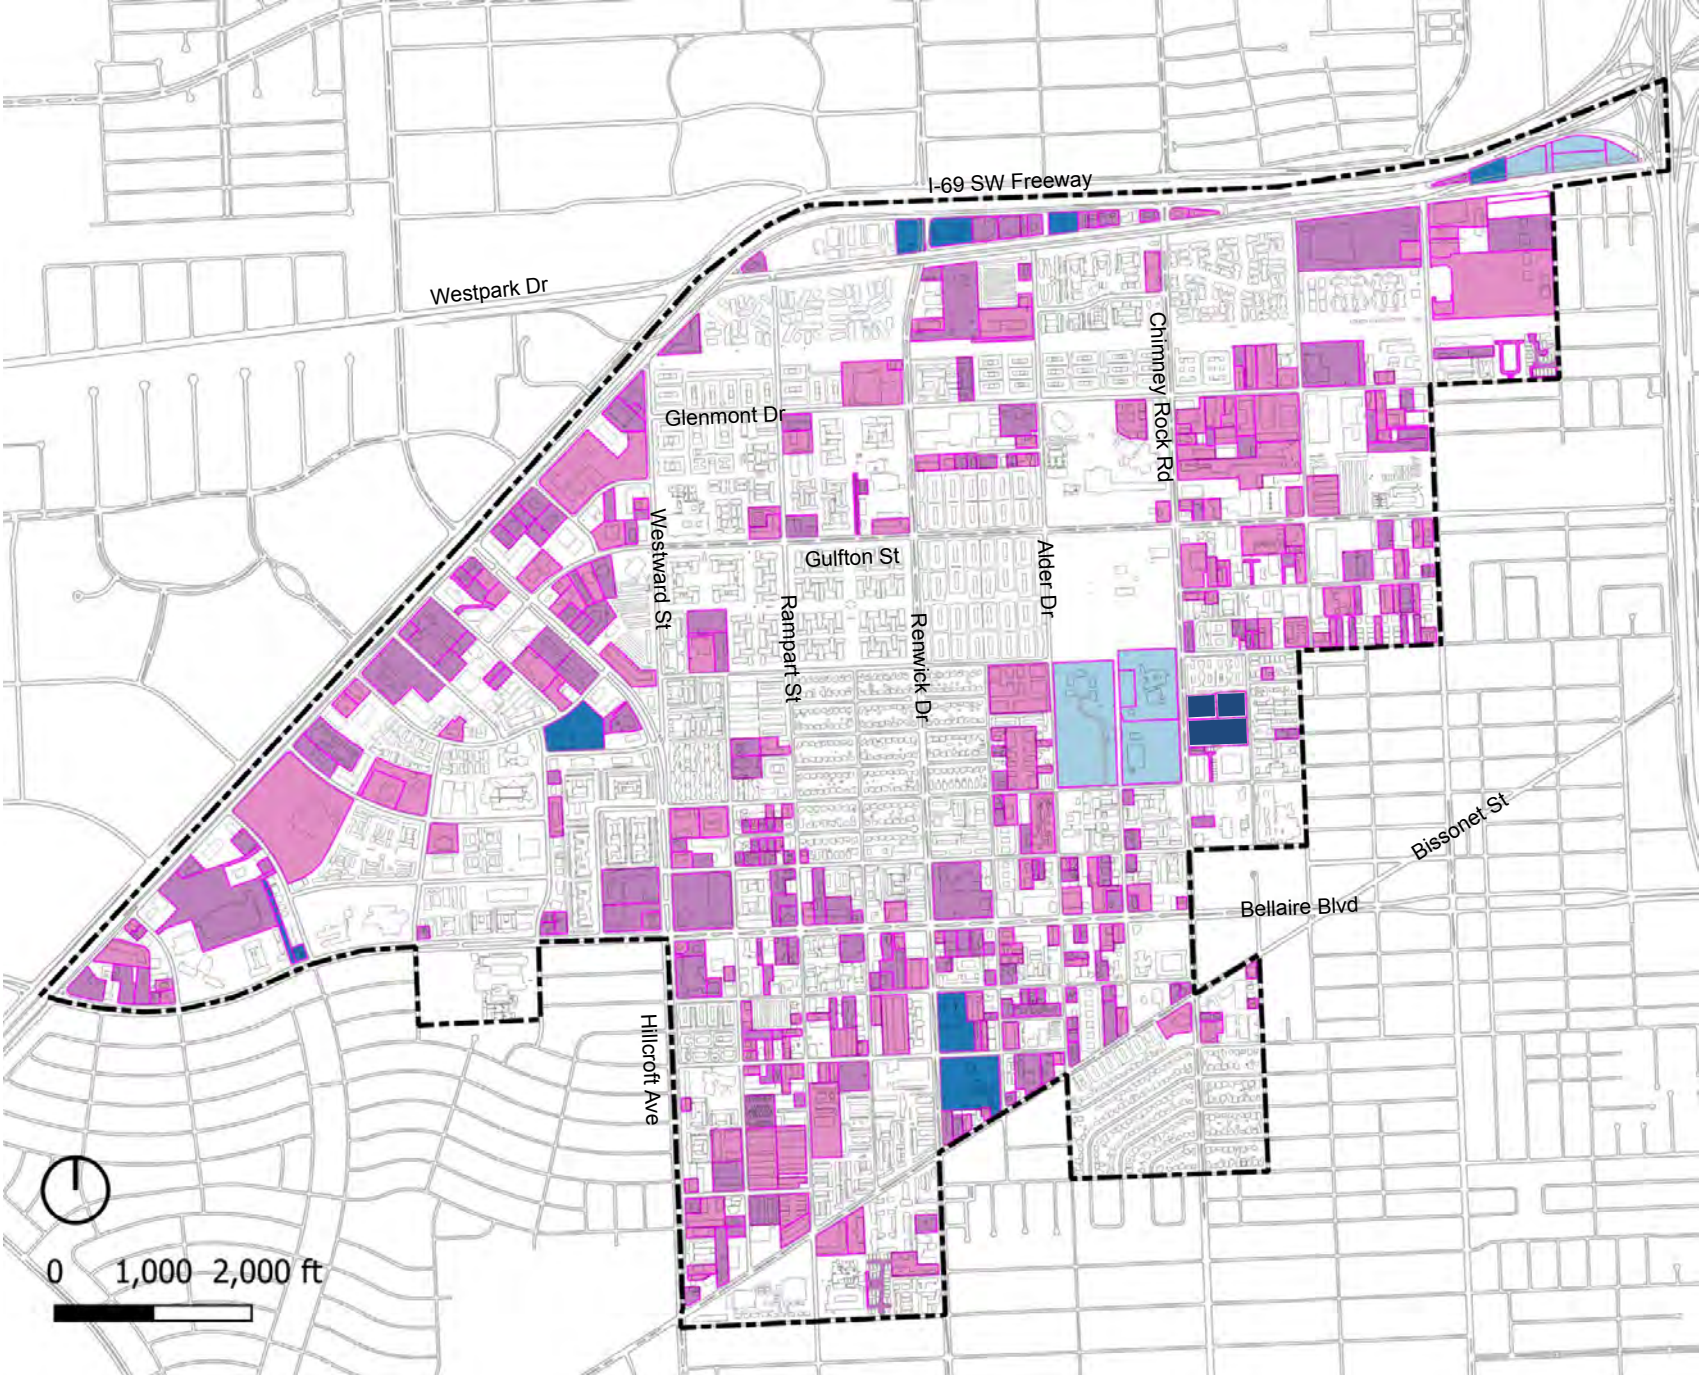 I-69 SW Freeway
Westpark Dr
Chimney Rock Rd
Glenmont Dr
Westward St
Gulfton St
Alder Dr
Rampart St
Renwick Dr
Bissonet St
Bellaire Blvd
Hillcroft Ave
0 1,000 2,000 ft